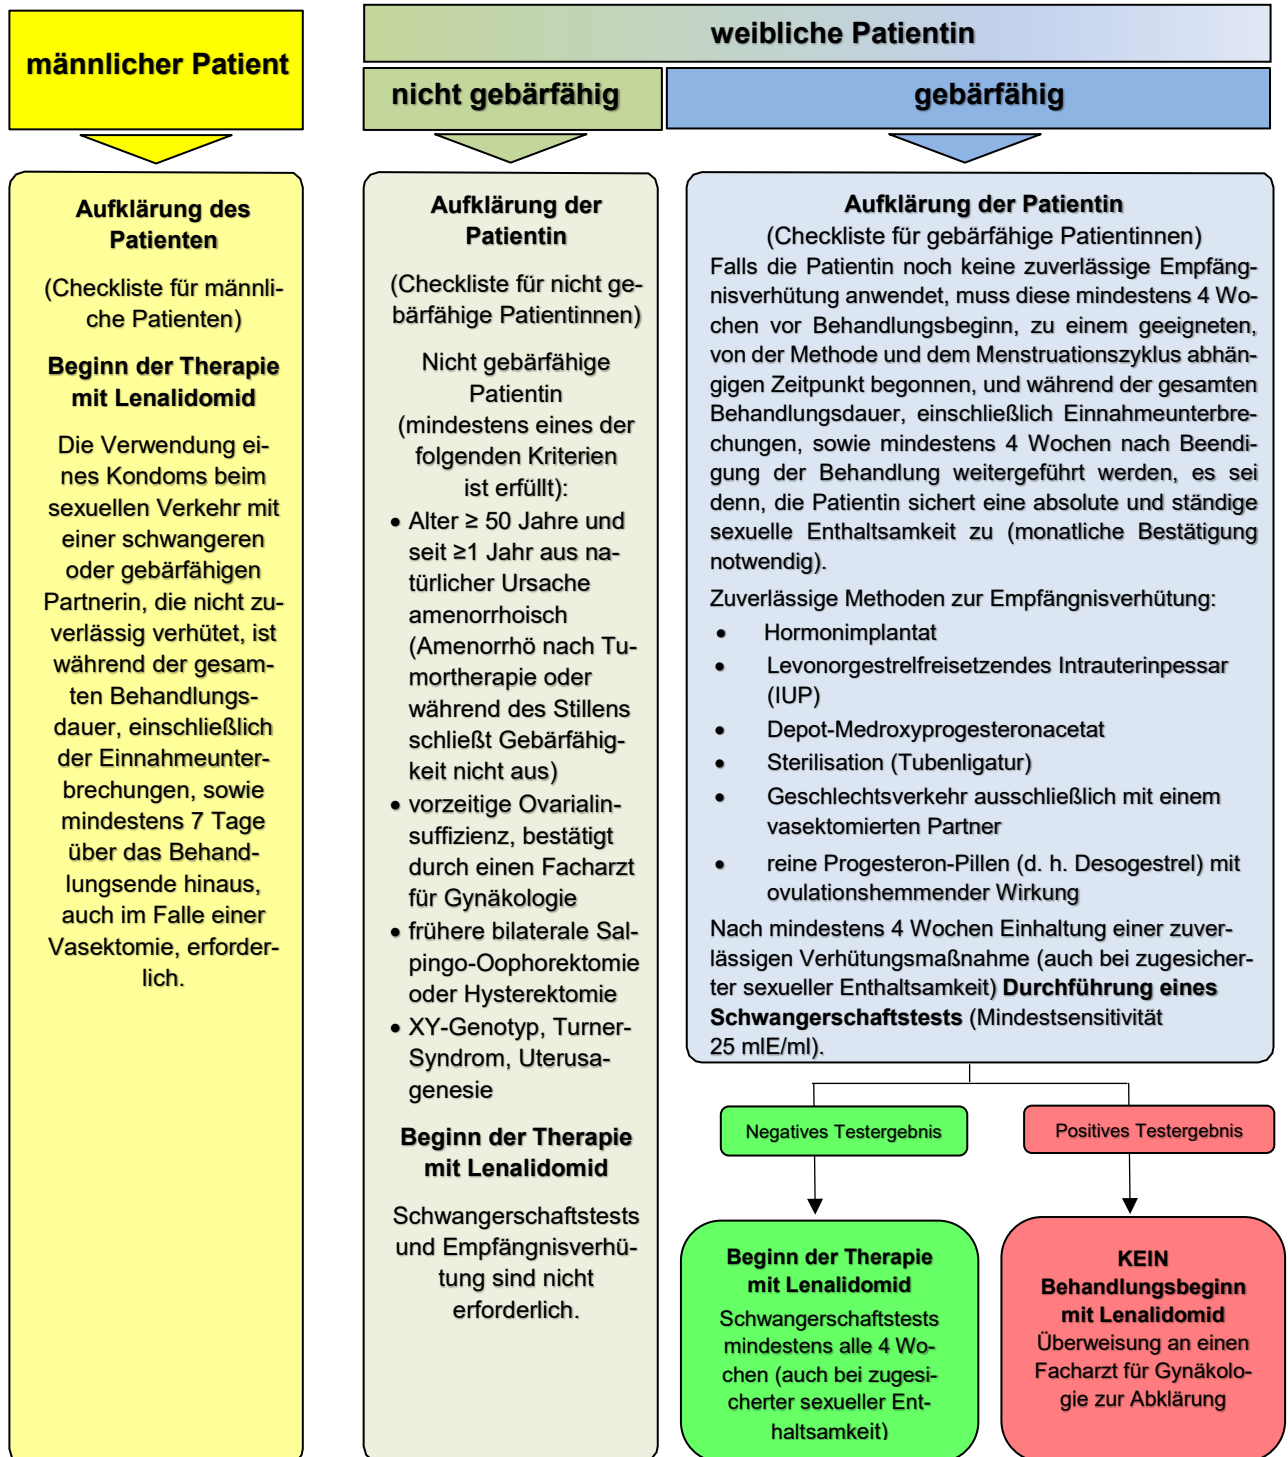 männlicher Patient
weibliche Patientin
nicht gebärfähig
gebärfähig
Aufklärung des
Patienten
(Checkliste für männli-
che Patienten)
Beginn der Therapie
mit Lenalidomid
Die Verwendung ei-
nes Kondoms beim
sexuellen Verkehr mit
einer schwangeren
oder gebärfähigen
Partnerin, die nicht zu-
verlässig verhütet, ist
während der gesam-
ten Behandlungs-
dauer, einschließlich
der Einnahmeunter-
brechungen, sowie
mindestens 7 Tage
über das Behand-
lungsende hinaus,
auch im Falle einer
Vasektomie, erforder-
lich.
Aufklärung der
Patientin
(Checkliste für nicht ge-
bärfähige Patientinnen)
Nicht gebärfähige
Patientin
(mindestens eines der
folgenden Kriterien
ist erfüllt):
• Alter ≥ 50 Jahre und
seit ≥1 Jahr aus na-
türlicher Ursache
amenorrhoisch
(Amenorrhö nach Tu-
mortherapie oder
während des Stillens
schließt Gebärfähig-
keit nicht aus)
• vorzeitige Ovarialin-
suffizienz, bestätigt
durch einen Facharzt
für Gynäkologie
• frühere bilaterale Sal-
pingo-Oophorektomie
oder Hysterektomie
• XY-Genotyp, Turner-
Syndrom, Uterusa-
genesie
Beginn der Therapie
mit Lenalidomid
Schwangerschaftstests
und Empfängnisverhü-
tung sind nicht
erforderlich.
Aufklärung der Patientin
(Checkliste für gebärfähige Patientinnen)
Falls die Patientin noch keine zuverlässige Empfäng-
nisverhütung anwendet, muss diese mindestens 4 Wo-
chen vor Behandlungsbeginn, zu einem geeigneten,
von der Methode und dem Menstruationszyklus abhän-
gigen Zeitpunkt begonnen, und während der gesamten
Behandlungsdauer, einschließlich Einnahmeunterbre-
chungen, sowie mindestens 4 Wochen nach Beendi-
gung der Behandlung weitergeführt werden, es sei
denn, die Patientin sichert eine absolute und ständige
sexuelle Enthaltsamkeit zu (monatliche Bestätigung
notwendig).
Zuverlässige Methoden zur Empfängnisverhütung:
• Hormonimplantat
• Levonorgestrelfreisetzendes Intrauterinpessar
(IUP)
• Depot-Medroxyprogesteronacetat
• Sterilisation (Tubenligatur)
• Geschlechtsverkehr ausschließlich mit einem
vasektomierten Partner
• reine Progesteron-Pillen (d. h. Desogestrel) mit
ovulationshemmender Wirkung
Nach mindestens 4 Wochen Einhaltung einer zuver-
lässigen Verhütungsmaßnahme (auch bei zugesicher-
ter sexueller Enthaltsamkeit) Durchführung eines
Schwangerschaftstests (Mindestsensitivität
25 mIE/ml).
Negatives Testergebnis
Positives Testergebnis
Beginn der Therapie
mit Lenalidomid
Schwangerschaftstests
mindestens alle 4 Wo-
chen (auch bei zugesi-
cherter sexueller Ent-
haltsamkeit)
KEIN
Behandlungsbeginn
mit Lenalidomid
Überweisung an einen
Facharzt für Gynäkolo-
gie zur Abklärung